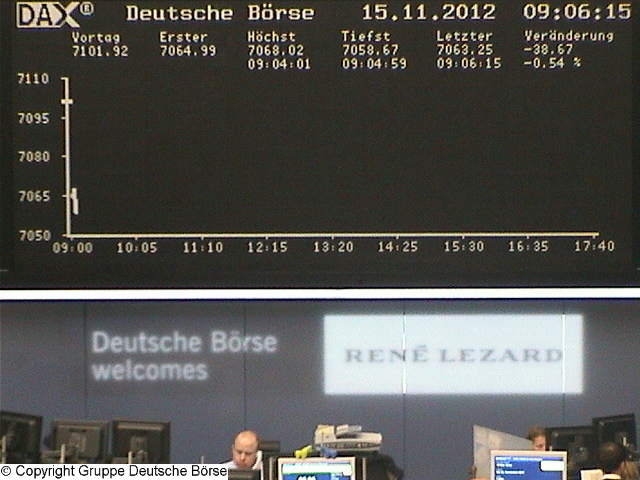 DAX® Deutsche Börse 15.11.2012 09:06:15
Vortag Erster Höchst Tiefst Letzter Veränderung
7101.92 7064.99 7068.02 7058.67 7063.25 -38.67
09:04:01 09:04:59 09:06:15 -0.54 %
7110
7095
7080
7065
7050
09:00 10:05 11:10 12:15 13:20 14:25 15:30 16:35 17:40
Deutsche Börse
welcomes
RENÉ LEZARD
© Copyright Gruppe Deutsche Börse